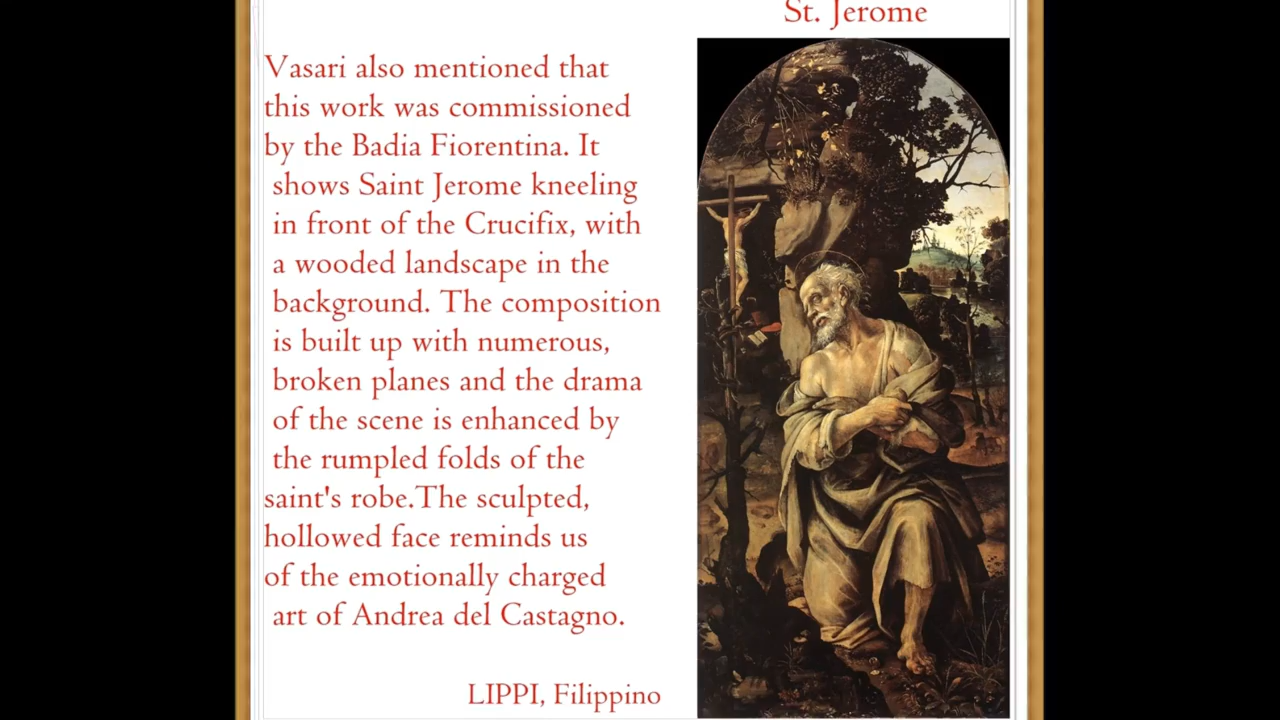 St. Jerome
Vasari also mentioned that
this work was commissioned
by the Badia Fiorentina. It
shows Saint Jerome kneeling
in front of the Crucifix, with
a wooded landscape in the
background. The composition
is built up with numerous,
broken planes and the drama
of the scene is enhanced by
the rumpled folds of the
saint's robe.The sculpted,
hollowed face reminds us
of the emotionally charged
art of Andrea del Castagno.
LIPPI, Filippino